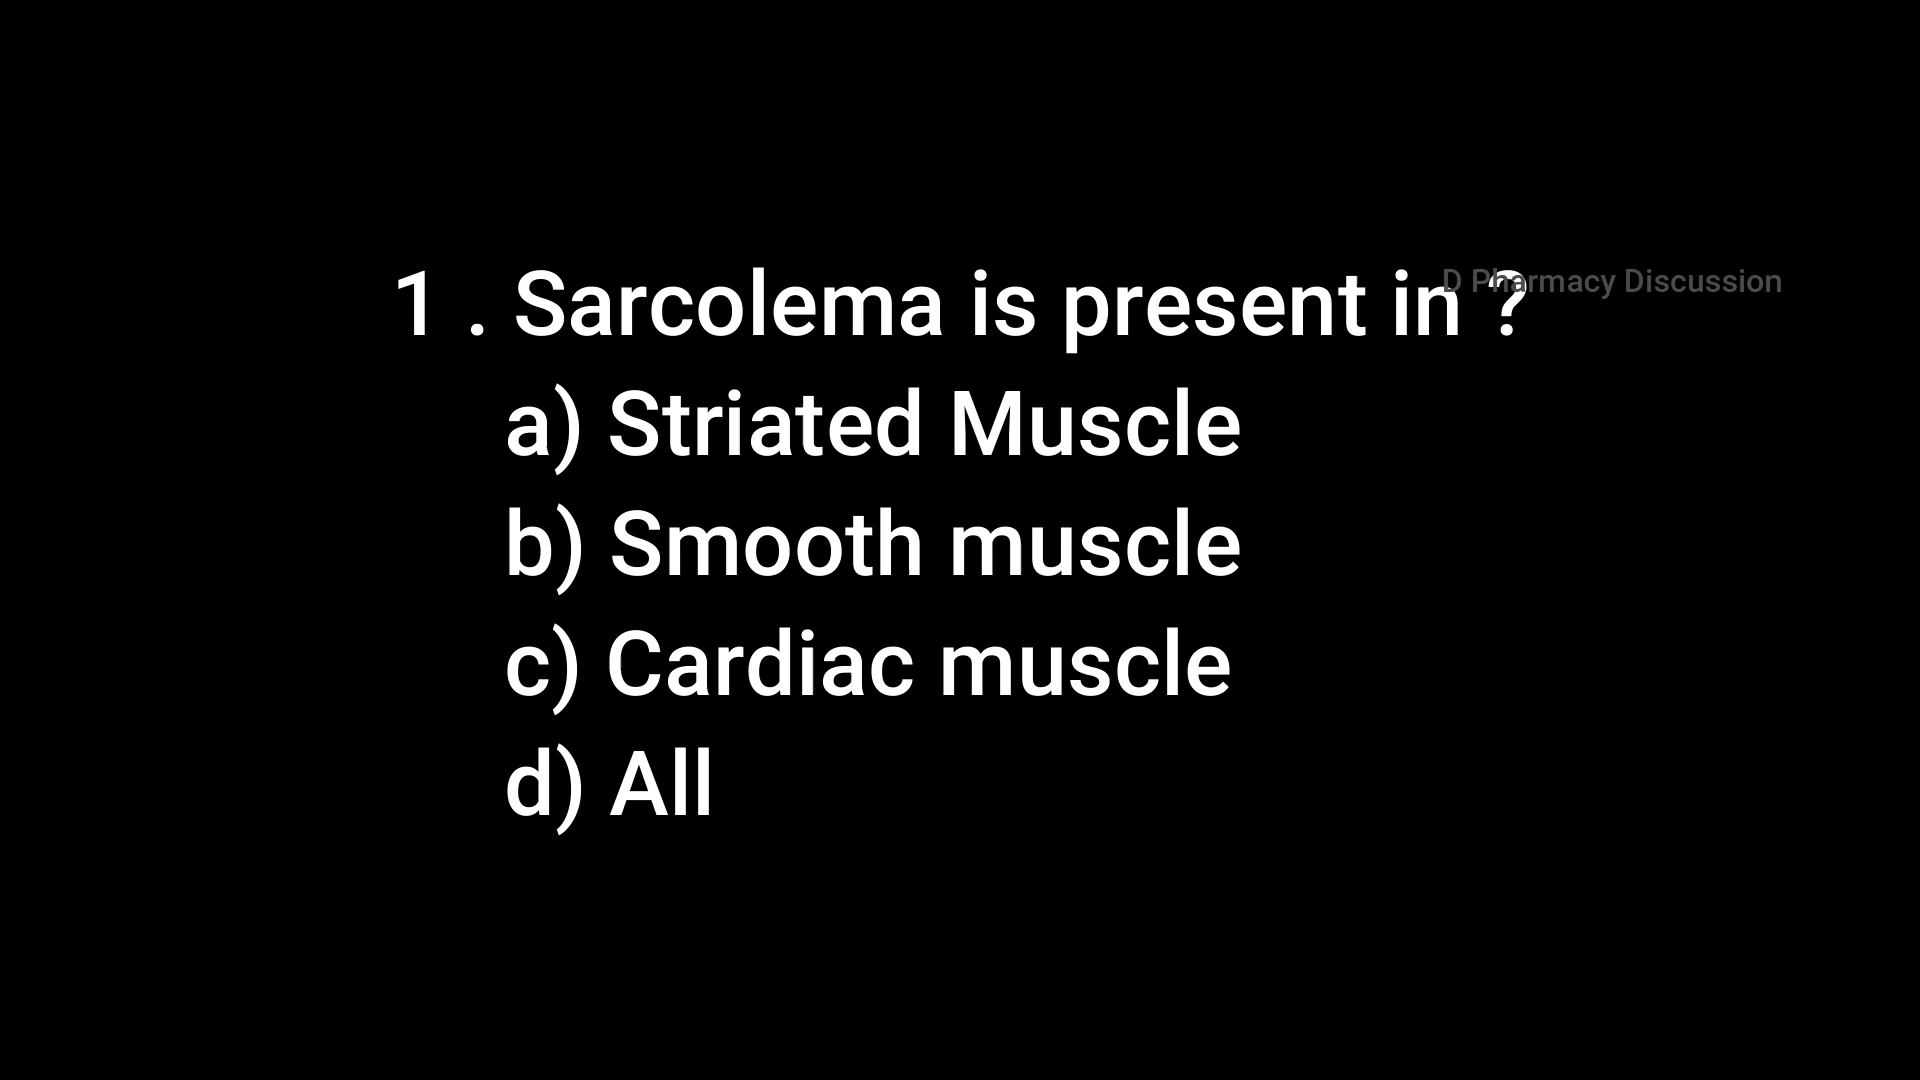 1 . Sarcolema is present in ?
D Pharmacy Discussion
a) Striated Muscle
b) Smooth muscle
c) Cardiac muscle
d) All